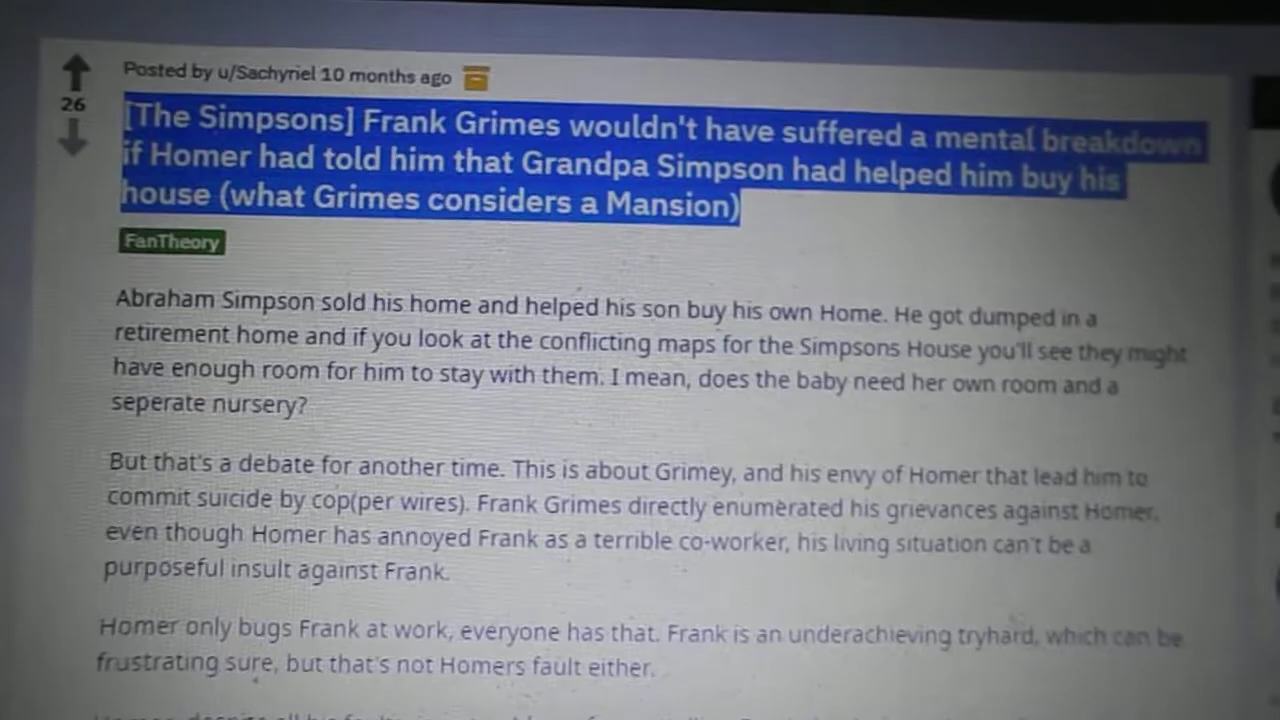 Posted by u/Sachyriel 10 months ago
26
[The Simpsons] Frank Grimes wouldn't have suffered a mental breakdown
if Homer had told him that Grandpa Simpson had helped him buy his
house (what Grimes considers a Mansion)
FanTheory
Abraham Simpson sold his home and helped his son buy his own Home. He got dumped in a
retirement home and if you look at the conflicting maps for the Simpsons House you'll see they might
have enough room for him to stay with them. I mean, does the baby need her own room and a
seperate nursery?
But that's a debate for another time. This is about Grimey, and his envy of Homer that lead him to
commit suicide by cop(per wires). Frank Grimes directly enumerated his grievances against Homer,
even though Homer has annoyed Frank as a terrible co-worker, his living situation can't be a
purposeful insult against Frank.
Homer only bugs Frank at work, everyone has that. Frank is an underachieving tryhard, which can be
frustrating sure, but that's not Homers fault either.